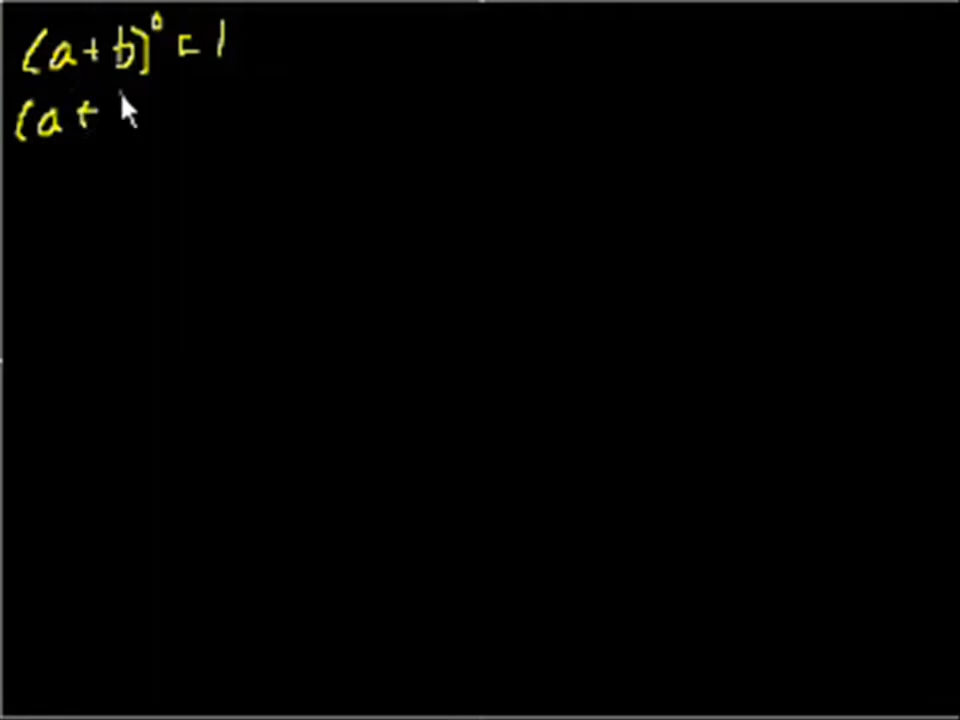 (a+b)⁰ = 1
(a +